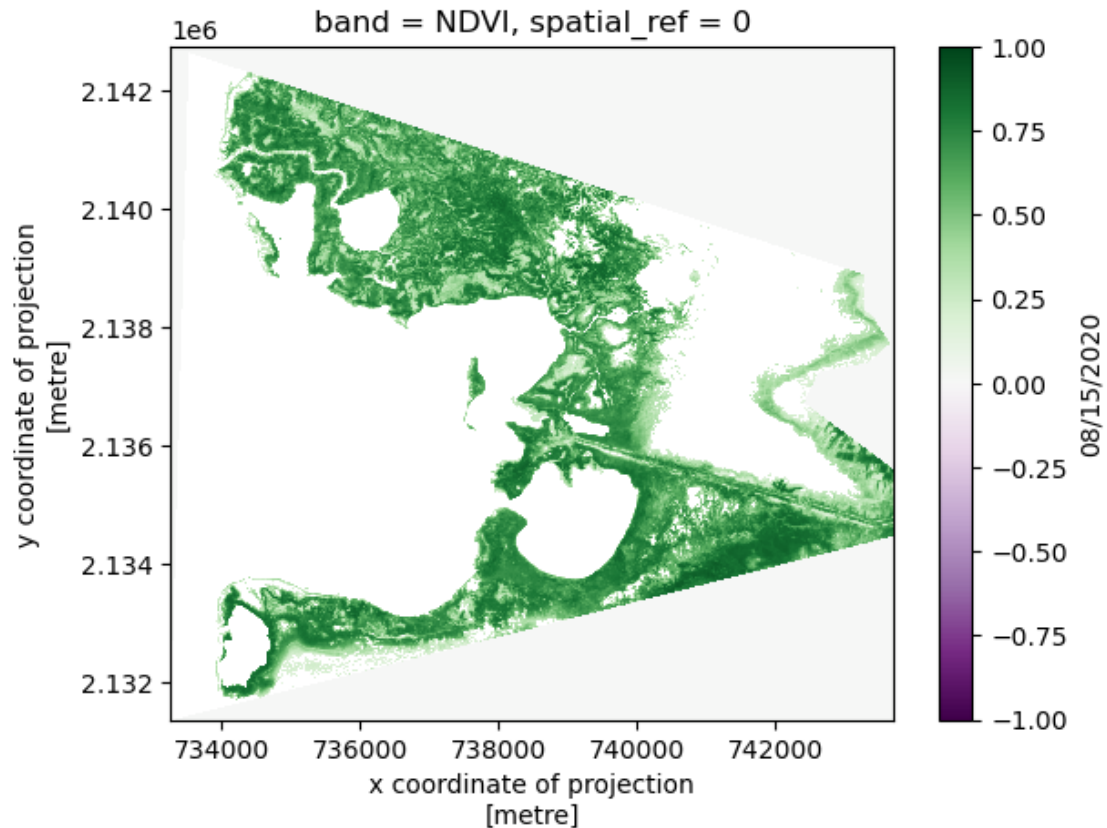 band = NDVI, spatial_ref = 0
1e6
2.142
2.140
2.138
2.136
2.134
2.132
y coordinate of projection
[metre]
734000 736000 738000 740000 742000
x coordinate of projection
[metre]
1.00
0.75
0.50
0.25
0.00
−0.25
−0.50
−0.75
−1.00
08/15/2020